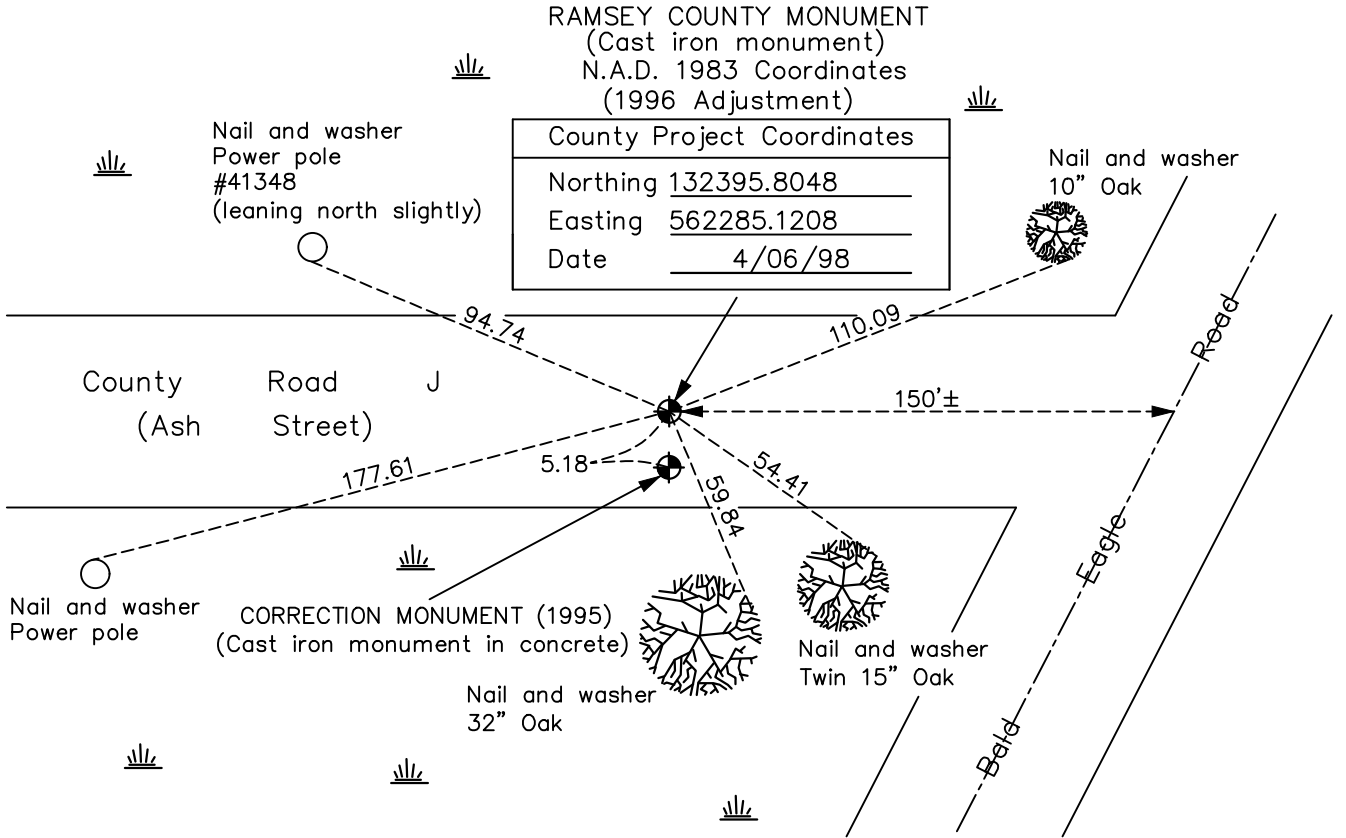 RAMSEY COUNTY MONUMENT
(Cast iron monument)
N.A.D. 1983 Coordinates
(1996 Adjustment)
County Project Coordinates
Northing 132395.8048
Easting 562285.1208
Date 4/06/98
Nail and washer
Power pole
#41348
(leaning north slightly)
Nail and washer
10” Oak
94.74
110.09
Road
County Road J
(Ash Street)
150'±
177.61
5.18
54.41
59.84
Eagle
Nail and washer
Power pole
CORRECTION MONUMENT (1995)
(Cast iron monument in concrete)
Nail and washer
Twin 15” Oak
Nail and washer
32” Oak
Bald